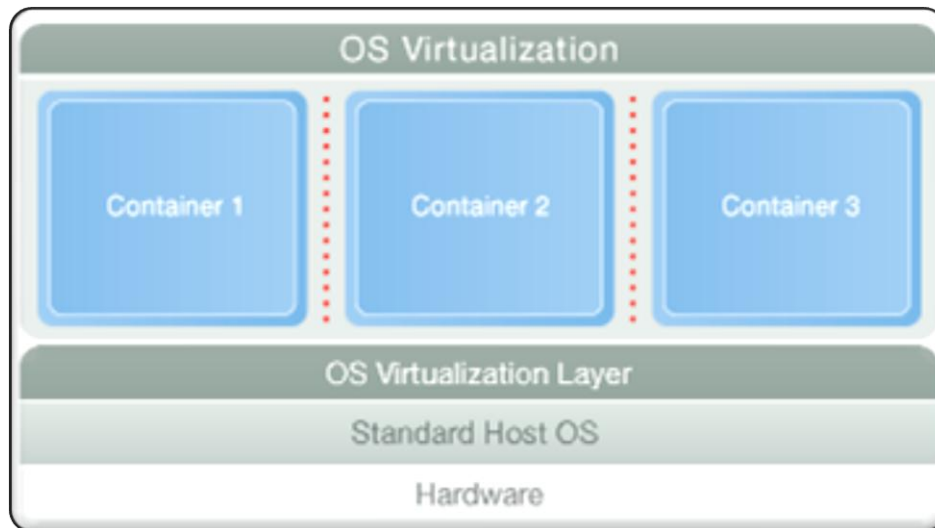 OS Virtualization
Container 1
Container 2
Container 3
OS Virtualization Layer
Standard Host OS
Hardware